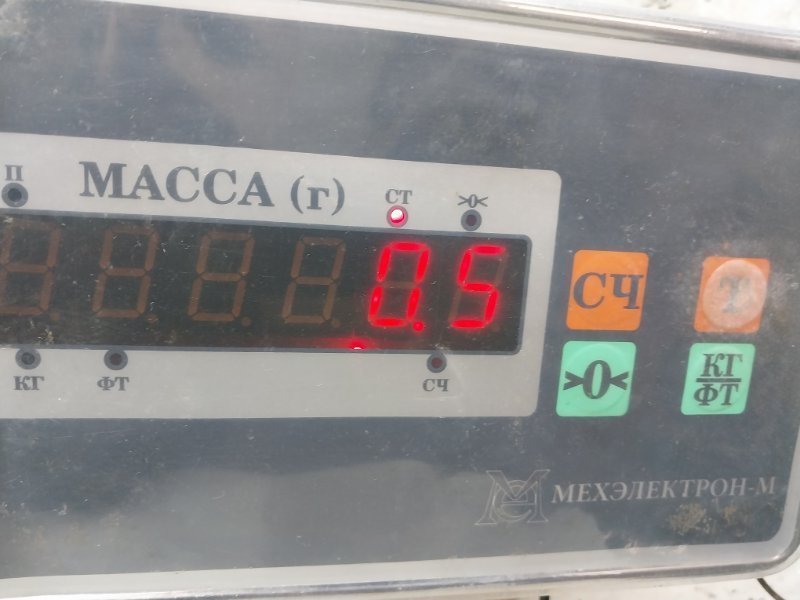 П
МАССА (г)
СТ
>0<
0.5
СЧ
Т
КГ
ФТ
СЧ
>0<
КГ
ФТ
МЕХЭЛЕКТРОН-М